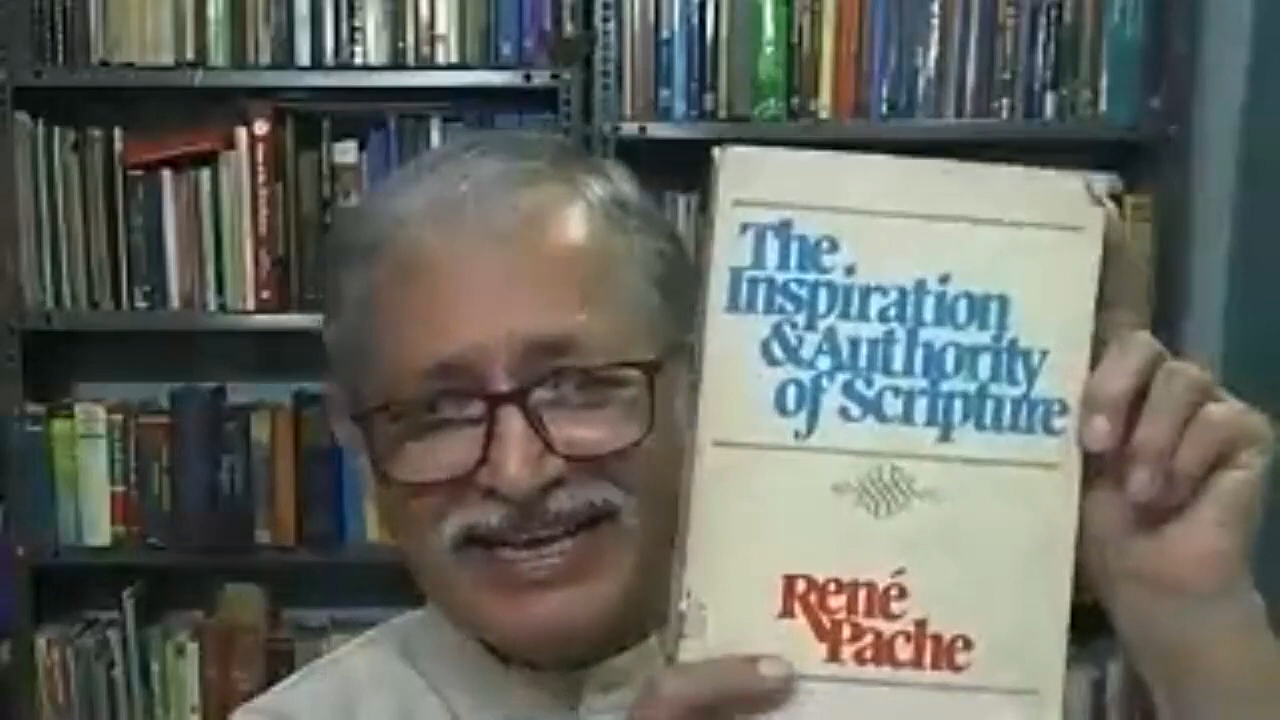 The
Inspiration
&Authority
of Scripture
René
Pache